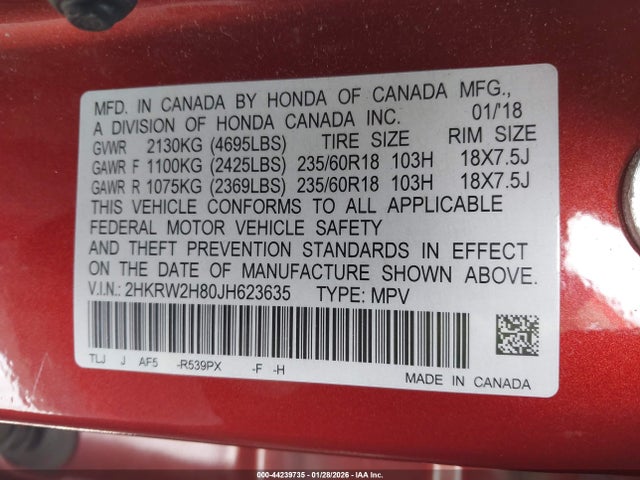 MFD. IN CANADA BY HONDA OF CANADA MFG.,
A DIVISION OF HONDA CANADA INC. 01/'18
GVWR 2130KG (4695LBS) TIRE SIZE RIM SIZE
GAWR F 1100KG (2425LBS) 235/60R18 103H 18X7.5J
GAWR R 1075KG (2369LBS) 235/60R18 103H 18X7.5J
THIS VEHICLE CONFORMS TO ALL APPLICABLE
FEDERAL MOTOR VEHICLE SAFETY
AND THEFT PREVENTION STANDARDS IN EFFECT
ON THE DATE OF MANUFACTURE SHOWN ABOVE.
V.I.N.: 2HKRW2H80JH623635 TYPE: MPV
TLJ J AF5 -R539PX -F -H
MADE IN CANADA
000-44239735 - 01/28/2026 - IAA Inc.